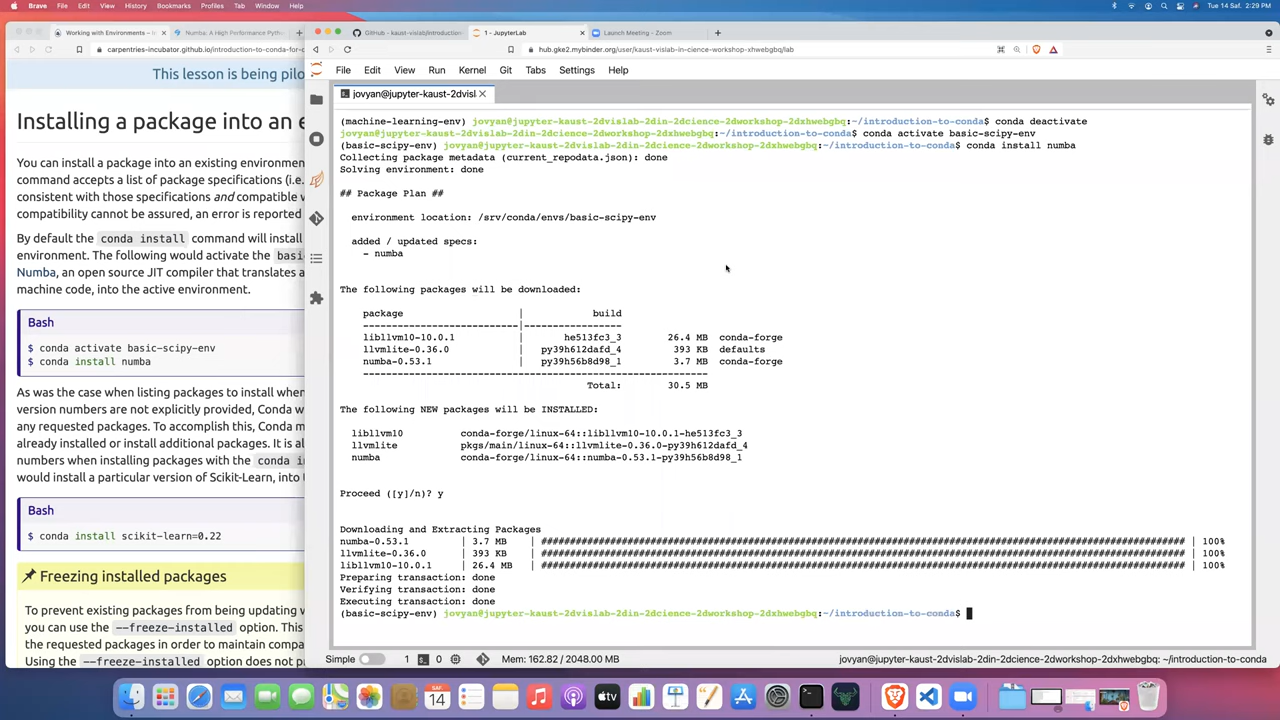 Brave File Edit View History Bookmarks Profiles Tab Window Help
Tue 14 Saf. 2:29 PM
Working with Environments – I
Numba: A High Performance Pyth
GitHub - kaust-vislab/introduction-
1 - JupyterLab
Launch Meeting - Zoom
carpentries-incubator.github.io/introduction-to-conda-for-
hub.gke2.mybinder.org/user/kaust-vislab-in-cience-workshop-xhwebgbq/lab
This lesson is being pilo
Installing a package into an e
You can install a package into an existing environment
command accepts a list of package specifications (i.e.
consistent with those specifications and compatible w
compatibility cannot be assured, an error is reported
By default the conda install command will install
environment. The following would activate the basi
Numba, an open source JIT compiler that translates a
machine code, into the active environment.
Bash
$ conda activate basic-scipy-env
$ conda install numba
As was the case when listing packages to install when
version numbers are not explicitly provided, Conda w
any requested packages. To accomplish this, Conda m
already installed or install additional packages. It is al
numbers when installing packages with the conda i
would install a particular version of Scikit-Learn, into t
Bash
$ conda install scikit-learn=0.22
Freezing installed packages
To prevent existing packages from being updating w
you can use the --freeze-installed option. This
the requested packages in order to maintain compa
Using the --freeze-installed option does not pr
File Edit View Run Kernel Git Tabs Settings Help
jovyan@jupyter-kaust-2dvisl
(machine-learning-env) jovyan@jupyter-kaust-2dvislab-2din-2dcience-2dworkshop-2dxhwebgbq:~/introduction-to-conda$ conda deactivate
jovyan@jupyter-kaust-2dvislab-2din-2dcience-2dworkshop-2dxhwebgbq:~/introduction-to-conda$ conda activate basic-scipy-env
(basic-scipy-env) jovyan@jupyter-kaust-2dvislab-2din-2dcience-2dworkshop-2dxhwebgbq:~/introduction-to-conda$ conda install numba
Collecting package metadata (current_repodata.json): done
Solving environment: done
## Package Plan ##
environment location: /srv/conda/envs/basic-scipy-env
added / updated specs:
- numba
The following packages will be downloaded:
package | build
---------------------------|-----------------
libllvm10-10.0.1 | he513fc3_3 26.4 MB conda-forge
llvmlite-0.36.0 | py39h612dafd_4 393 KB defaults
numba-0.53.1 | py39h56b8d98_1 3.7 MB conda-forge
------------------------------------------------------------
Total: 30.5 MB
The following NEW packages will be INSTALLED:
libllvm10 conda-forge/linux-64::libllvm10-10.0.1-he513fc3_3
llvmlite pkgs/main/linux-64::llvmlite-0.36.0-py39h612dafd_4
numba conda-forge/linux-64::numba-0.53.1-py39h56b8d98_1
Proceed ([y]/n)? y
Downloading and Extracting Packages
numba-0.53.1 | 3.7 MB | ##################################### | 100%
llvmlite-0.36.0 | 393 KB | ##################################### | 100%
libllvm10-10.0.1 | 26.4 MB | ##################################### | 100%
Preparing transaction: done
Verifying transaction: done
Executing transaction: done
(basic-scipy-env) jovyan@jupyter-kaust-2dvislab-2din-2dcience-2dworkshop-2dxhwebgbq:~/introduction-to-conda$
Simple 1 0 Mem: 162.82 / 2048.00 MB
jovyan@jupyter-kaust-2dvislab-2din-2dcience-2dworkshop-2dxhwebgbq: ~/introduction-to-conda